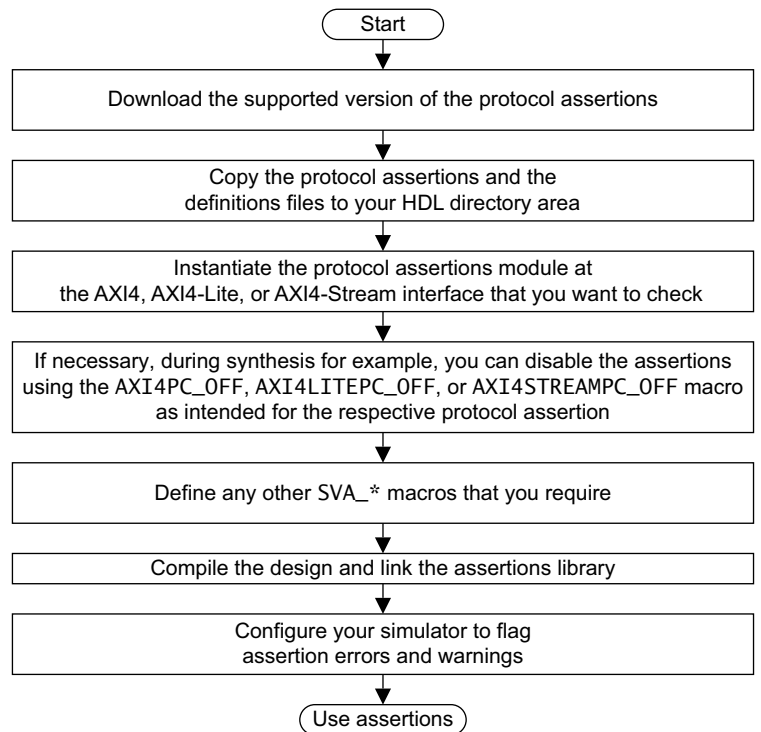 Start
Download the supported version of the protocol assertions
Copy the protocol assertions and the
definitions files to your HDL directory area
Instantiate the protocol assertions module at
the AXI4, AXI4-Lite, or AXI4-Stream interface that you want to check
If necessary, during synthesis for example, you can disable the assertions
using the AXI4PC_OFF, AXI4LITEPC_OFF, or AXI4STREAMPC_OFF macro
as intended for the respective protocol assertion
Define any other SVA_* macros that you require
Compile the design and link the assertions library
Configure your simulator to flag
assertion errors and warnings
Use assertions